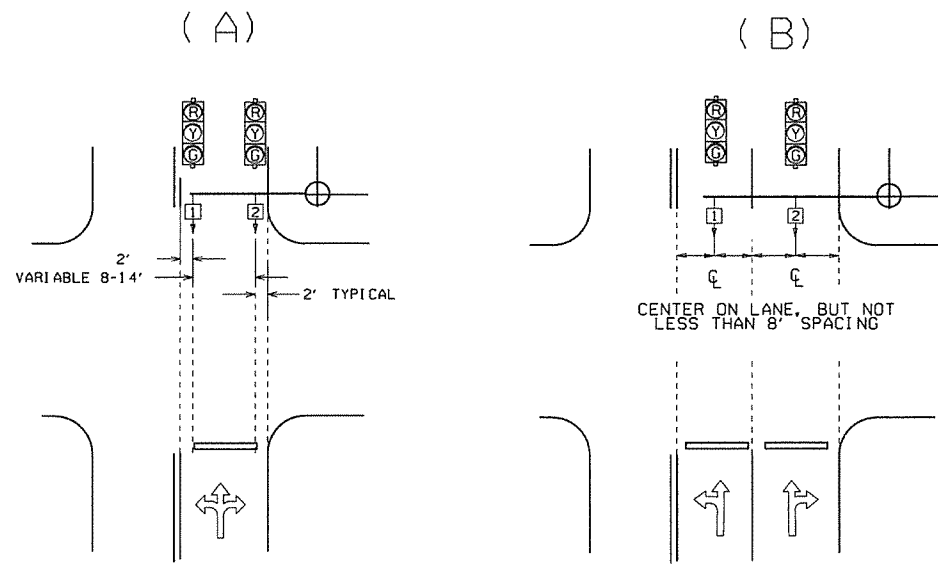 ( A )
R R
Y Y
G G
1 2
2'
VARIABLE 8-14'
2' TYPICAL
( B )
R R
Y Y
G G
1 2
℄ ℄
CENTER ON LANE, BUT NOT
LESS THAN 8' SPACING